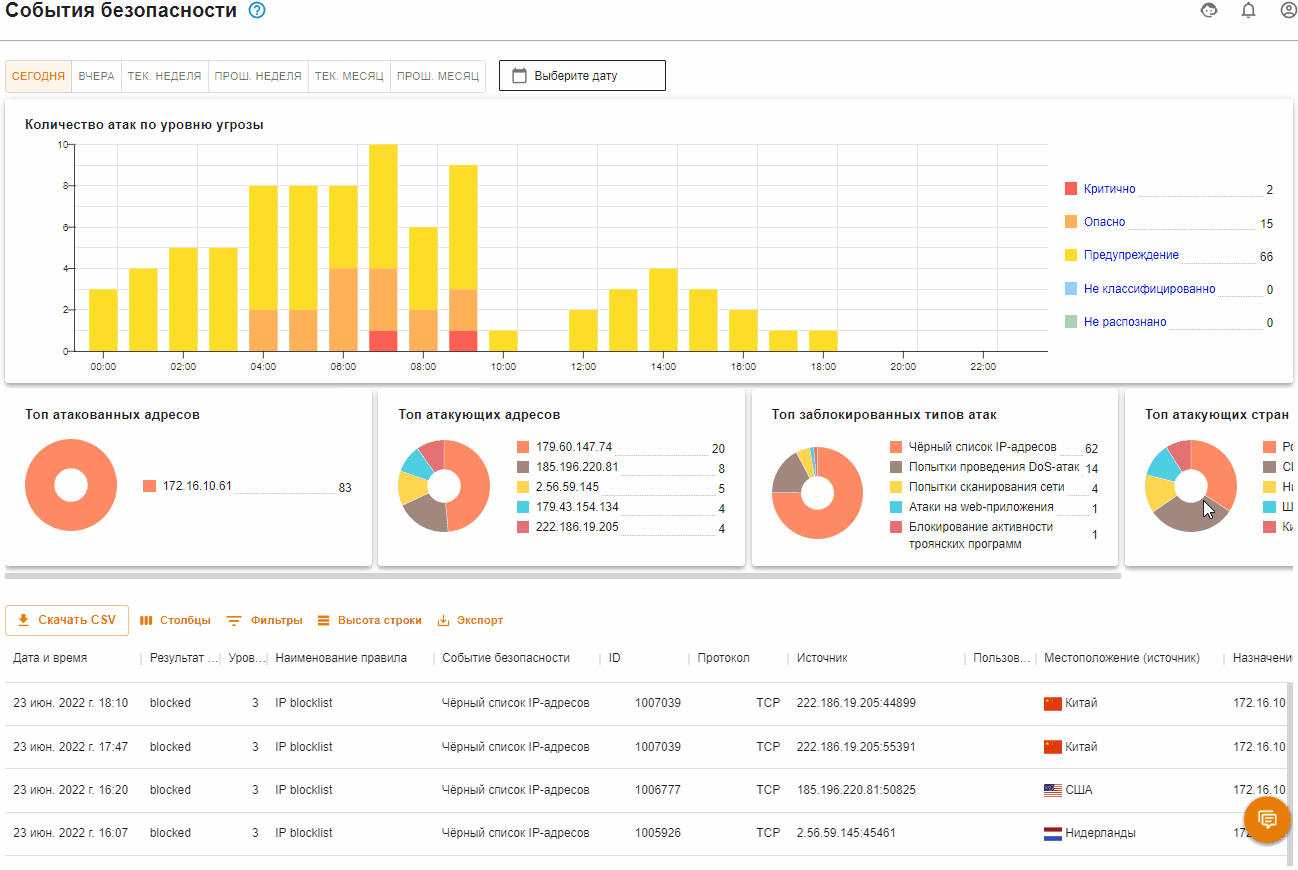 События безопасности ?
СЕГОДНЯ ВЧЕРА ТЕК. НЕДЕЛЯ ПРОШ. НЕДЕЛЯ ТЕК. МЕСЯЦ ПРОШ. МЕСЯЦ Выберите дату
Количество атак по уровню угрозы
10
8
6
4
2
0
00:00 02:00 04:00 06:00 08:00 10:00 12:00 14:00 16:00 18:00 20:00 22:00
Критично 2
Опасно 15
Предупреждение 66
Не классифицированно 0
Не распознано 0
Топ атакованных адресов
172.16.10.61 83
Топ атакующих адресов
179.60.147.74 20
185.196.220.81 8
2.56.59.145 5
179.43.154.134 4
222.186.19.205 4
Топ заблокированных типов атак
Чёрный список IP-адресов 62
Попытки проведения DoS-атак 14
Попытки сканирования сети 4
Атаки на web-приложения 1
Блокирование активности
троянских программ 1
Топ атакующих стран
Скачать CSV Столбцы Фильтры Высота строки Экспорт
Дата и время Результат ... Уров... Наименование правила Событие безопасности ID Протокол Источник Пользов... Местоположение (источник) Назначени
23 июн. 2022 г. 18:10 blocked 3 IP blocklist Чёрный список IP-адресов 1007039 TCP 222.186.19.205:44899 Китай 172.16.10
23 июн. 2022 г. 17:47 blocked 3 IP blocklist Чёрный список IP-адресов 1007039 TCP 222.186.19.205:55391 Китай 172.16.10
23 июн. 2022 г. 16:20 blocked 3 IP blocklist Чёрный список IP-адресов 1006777 TCP 185.196.220.81:50825 США 172.16.10
23 июн. 2022 г. 16:07 blocked 3 IP blocklist Чёрный список IP-адресов 1005926 TCP 2.56.59.145:45461 Нидерланды